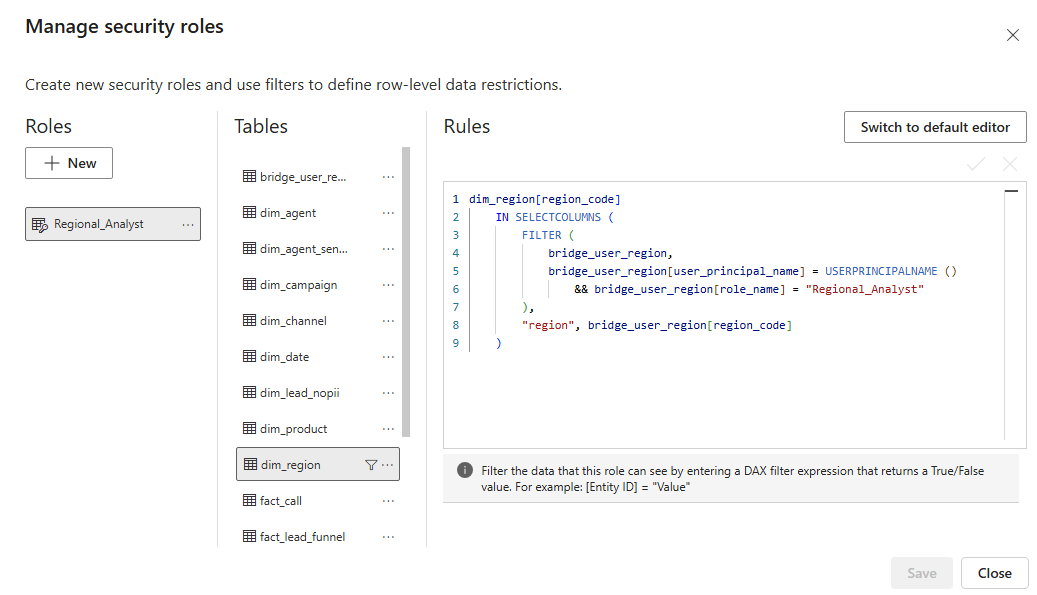 Manage security roles
Create new security roles and use filters to define row-level data restrictions.
Roles
New
Regional_Analyst
Tables
bridge_user_re...
dim_agent
dim_agent_sen...
dim_campaign
dim_channel
dim_date
dim_lead_nopii
dim_product
dim_region
fact_call
fact_lead_funnel
Rules
Switch to default editor
1 dim_region[region_code]
2 IN SELECTCOLUMNS (
3 FILTER (
4 bridge_user_region,
5 bridge_user_region[user_principal_name] = USERPRINCIPALNAME ()
6 && bridge_user_region[role_name] = "Regional_Analyst"
7 ),
8 "region", bridge_user_region[region_code]
9 )
Filter the data that this role can see by entering a DAX filter expression that returns a True/False
value. For example: [Entity ID] = "Value"
Save
Close